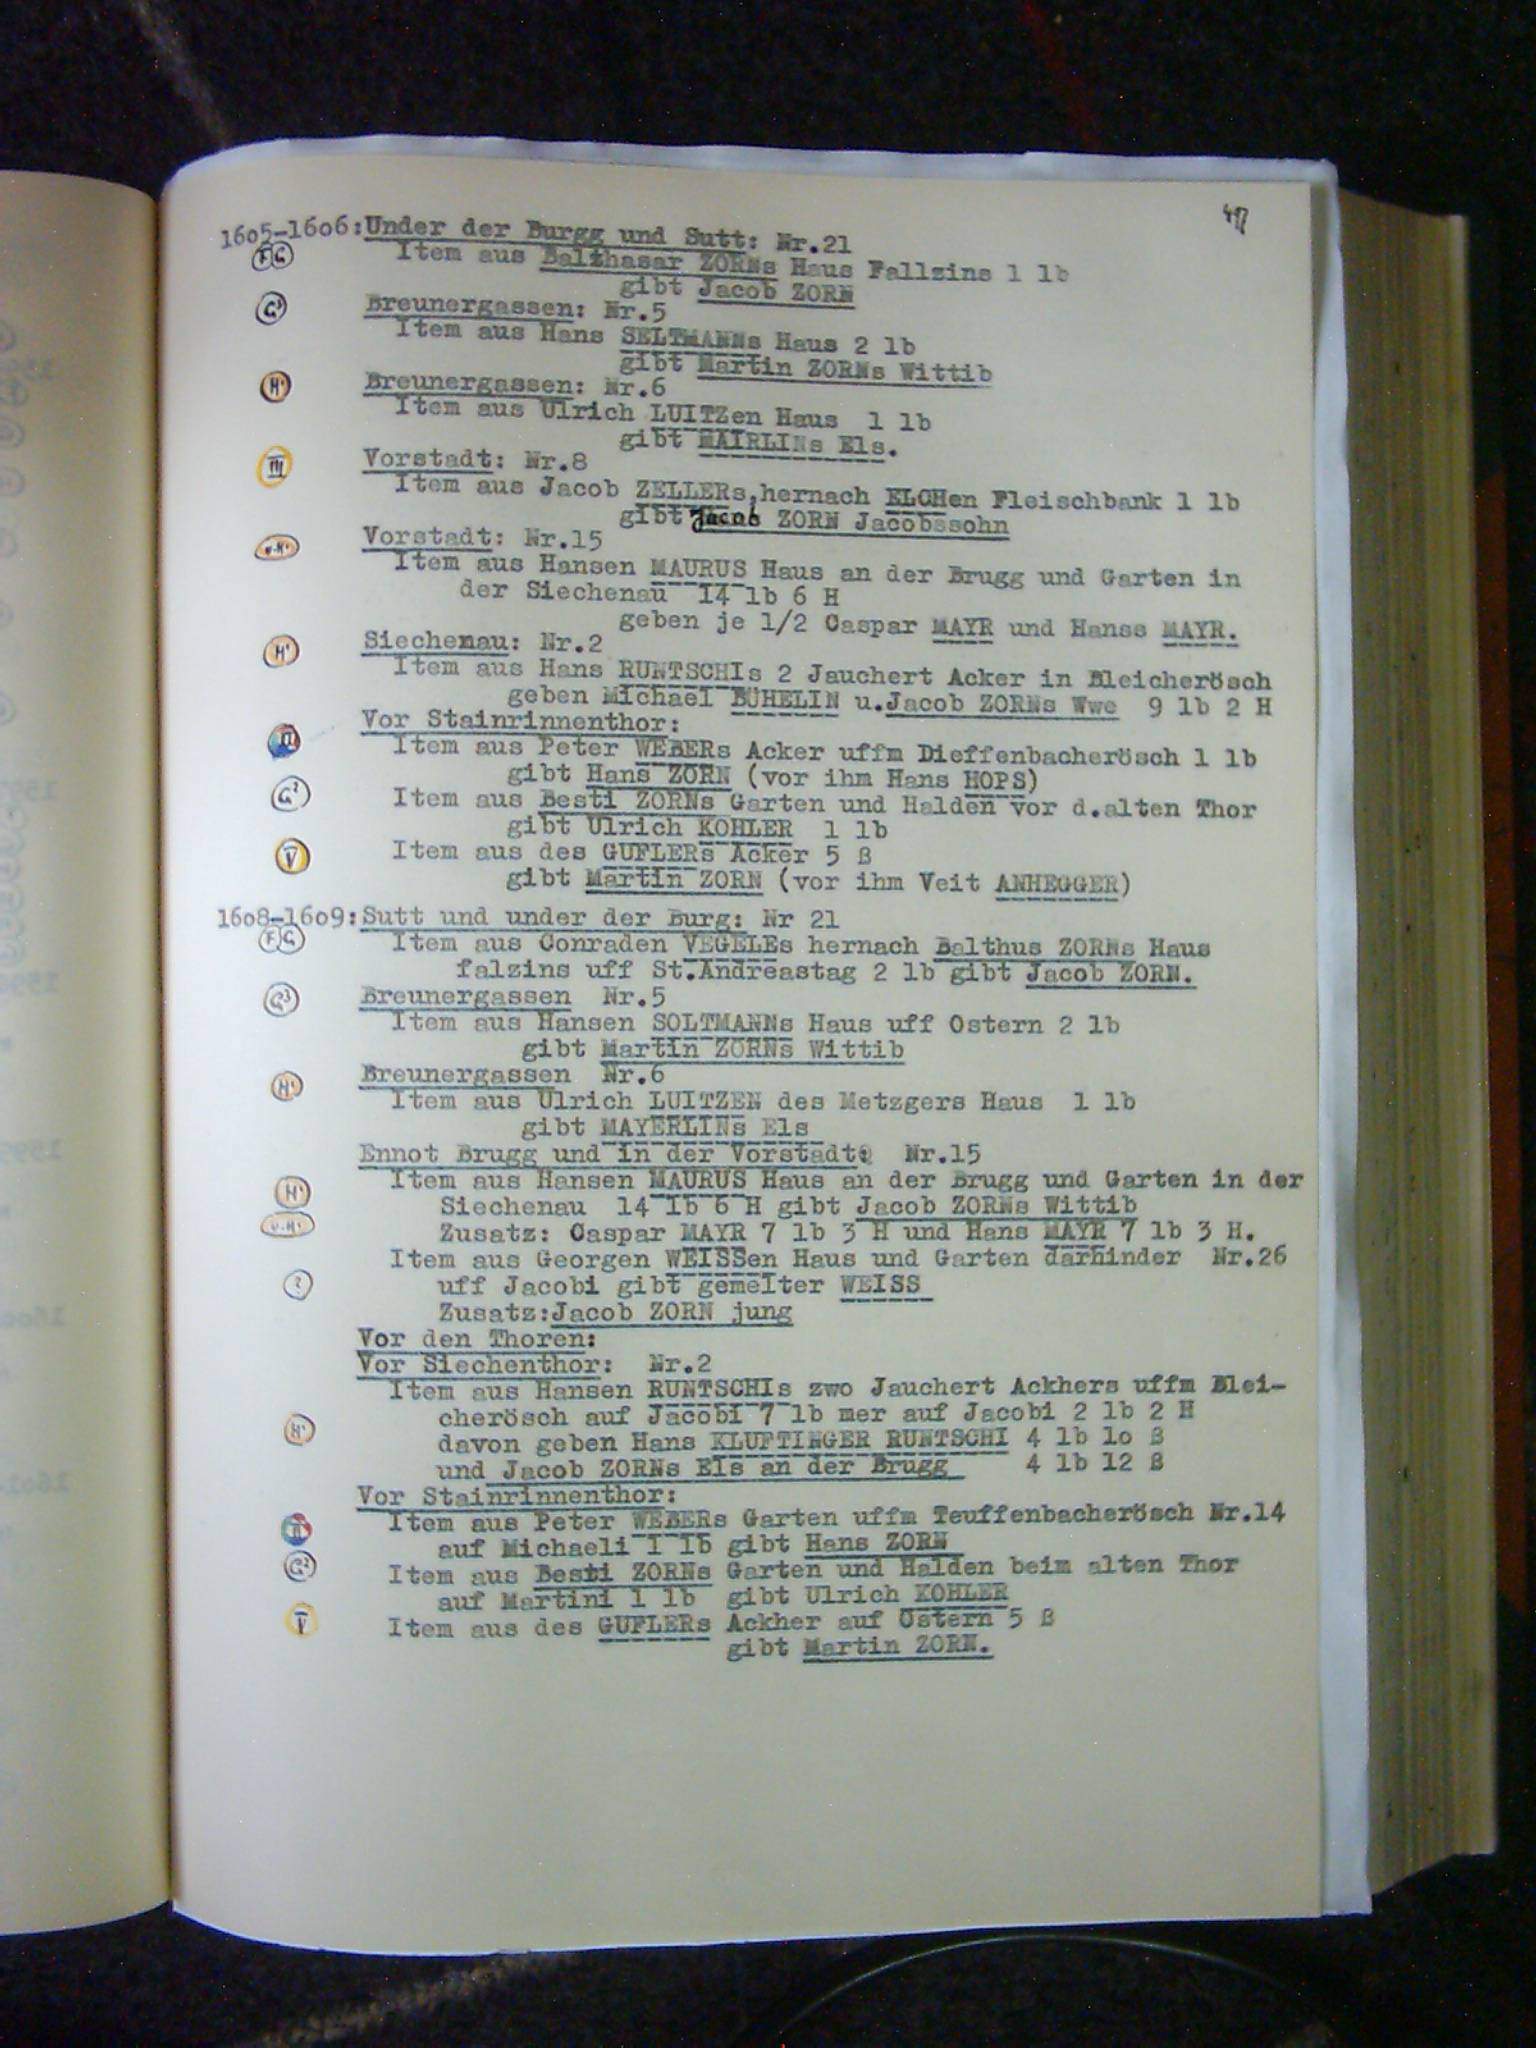 417
1605-1606:Under der Burgg und Sutt: Nr.21
FG Item aus Balthasar ZORNs Haus Fallzins 1 lb
gibt Jacob ZORN
G³ Breunergassen: Nr.5
Item aus Hans SELTMANNs Haus 2 lb
gibt Martin ZORNs Wittib
H¹ Breunergassen: Nr.6
Item aus Ulrich LUITZen Haus 1 lb
gibt MAIRLINs Els.
III Vorstadt: Nr.8
Item aus Jacob ZELLERs,hernach ELCHen Fleischbank 1 lb
gibt Jacob ZORN Jacobssohn
v.H¹ Vorstadt: Nr.15
Item aus Hansen MAURUS Haus an der Brugg und Garten in
der Siechenau 14 lb 6 H
geben je 1/2 Caspar MAYR und Hanss MAYR.
H¹ Siechenau: Nr.2
Item aus Hans RUNTSCHIs 2 Jauchert Acker in Bleicherösch
geben Michael BÜHELIN u.Jacob ZORNs Wwe 9 lb 2 H
Vor Stainrinnenthor:
II Item aus Peter WEBERs Acker uffm Dieffenbacherösch 1 lb
gibt Hans ZORN (vor ihm Hans HOPS)
G² Item aus Besti ZORNs Garten und Halden vor d.alten Thor
gibt Ulrich KOHLER 1 lb
V Item aus des GUFLERs Acker 5 ß
gibt Martin ZORN (vor ihm Veit ANHEGGER)
1608-1609:Sutt und under der Burg: Nr 21
FG Item aus Conraden VEGELEs hernach Balthus ZORNs Haus
falzins uff St.Andreastag 2 lb gibt Jacob ZORN.
G³ Breunergassen Nr.5
Item aus Hansen SOLTMANNs Haus uff Ostern 2 lb
gibt Martin ZORNs Wittib
H¹ Breunergassen Nr.6
Item aus Ulrich LUITZEN des Metzgers Haus 1 lb
gibt MAYERLINs Els
Ennot Brugg und in der Vorstadt: Nr.15
H¹ Item aus Hansen MAURUS Haus an der Brugg und Garten in der
Siechenau 14 lb 6 H gibt Jacob ZORNs Wittib
v.H¹ Zusatz: Caspar MAYR 7 lb 3 H und Hans MAYR 7 lb 3 H.
Item aus Georgen WEISSen Haus und Garten darhinder Nr.26
? uff Jacobi gibt gemelter WEISS
Zusatz:Jacob ZORN jung
Vor den Thoren:
Vor Siechenthor: Nr.2
Item aus Hansen RUNTSCHIs zwo Jauchert Ackhers uffm Blei-
cherösch auf Jacobi 7 lb mer auf Jacobi 2 lb 2 H
H¹ davon geben Hans KLUFTINGER RUNTSCHI 4 lb 1o ß
und Jacob ZORNs Els an der Brugg 4 lb 12 ß
Vor Stainrinnenthor:
II Item aus Peter WEBERs Garten uffm Teuffenbacherösch Nr.14
auf Michaeli 1 lb gibt Hans ZORN
G² Item aus Besti ZORNs Garten und Halden beim alten Thor
auf Martini 1 lb gibt Ulrich KOHLER
V Item aus des GUFLERs Ackher auf Ostern 5 ß
gibt Martin ZORN.